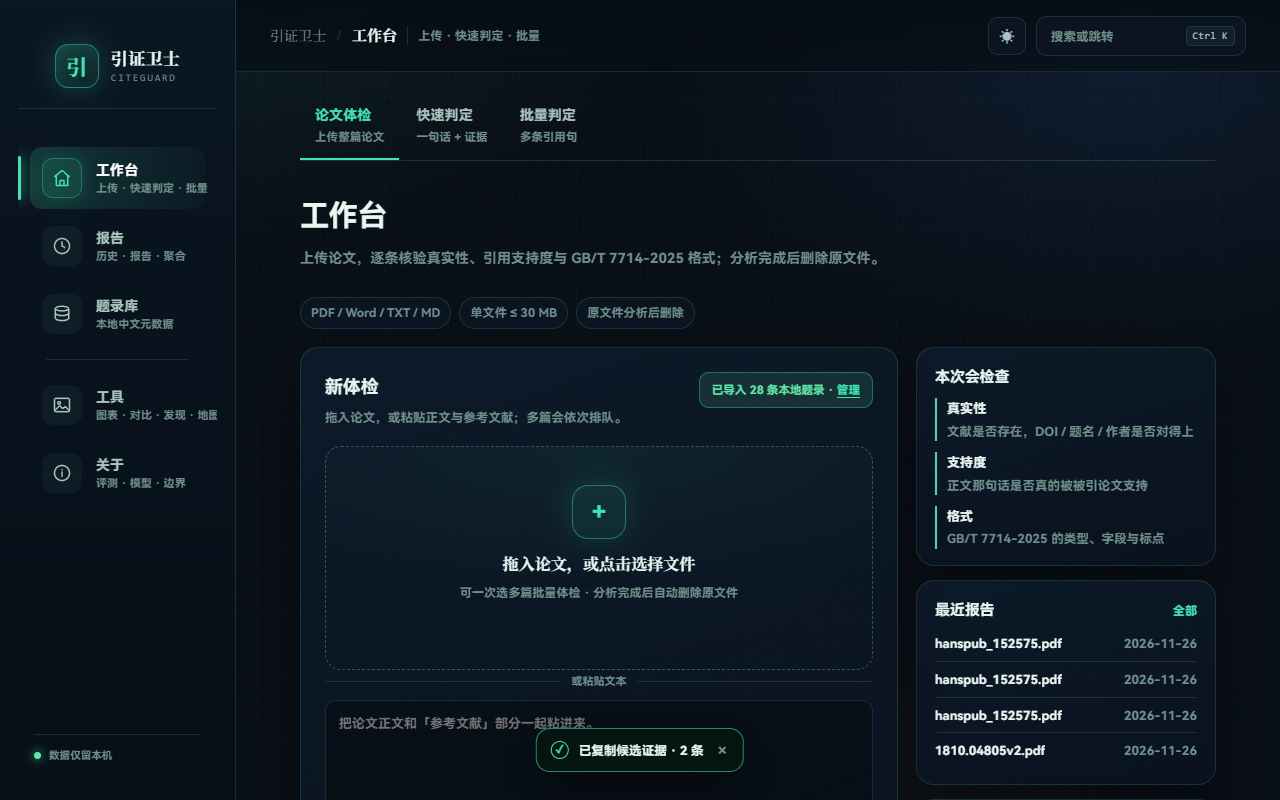 引
引证卫士
CITEGUARD
工作台
上传 · 快速判定 · 批量
报告
历史 · 报告 · 聚合
题录库
本地中文元数据
工具
图表 · 对比 · 发现 · 地图
关于
评测 · 模型 · 边界
数据仅留本机
引证卫士 / 工作台 上传 · 快速判定 · 批量
搜索或跳转 Ctrl K
论文体检
上传整篇论文
快速判定
一句话 + 证据
批量判定
多条引用句
工作台
上传论文，逐条核验真实性、引用支持度与 GB/T 7714-2025 格式；分析完成后删除原文件。
PDF / Word / TXT / MD
单文件 ≤ 30 MB
原文件分析后删除
新体检
已导入 28 条本地题录 · 管理
拖入论文，或粘贴正文与参考文献；多篇会依次排队。
+
拖入论文，或点击选择文件
可一次选多篇批量体检 · 分析完成后自动删除原文件
或粘贴文本
把论文正文和「参考文献」部分一起粘进来。
已复制候选证据 · 2 条 ×
本次会检查
真实性
文献是否存在，DOI / 题名 / 作者是否对得上
支持度
正文那句话是否真的被被引论文支持
格式
GB/T 7714-2025 的类型、字段与标点
最近报告 全部
hanspub_152575.pdf 2026-11-26
hanspub_152575.pdf 2026-11-26
hanspub_152575.pdf 2026-11-26
1810.04805v2.pdf 2026-11-26